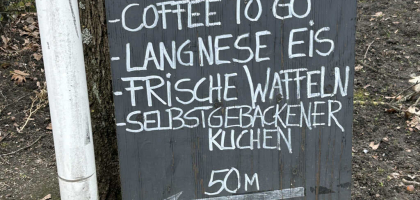 -COFFEE TO GO
-LANGNESE EIS
-FRISCHE WAFFELN
-SELBSTGEBACKENER
KUCHEN
50M